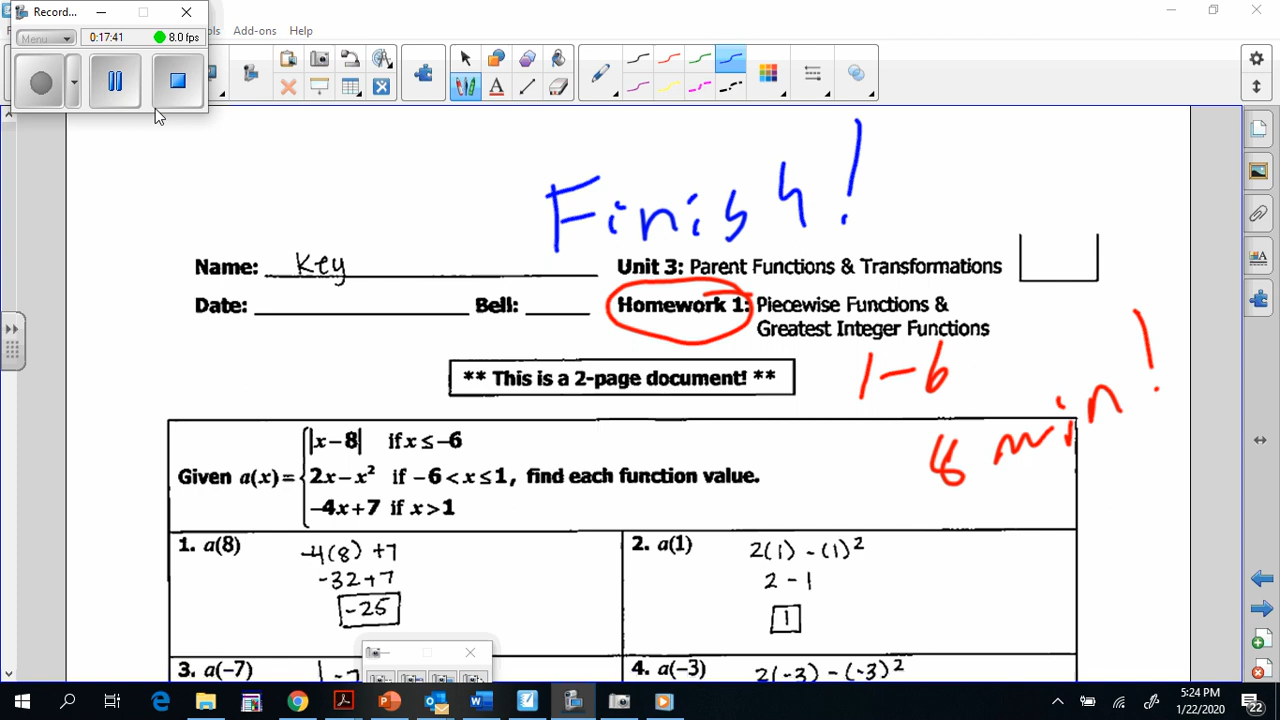 Record...
Menu
0:17:41
8.0 fps
Add-ons
Help
Finish!
Name: Key
Unit 3: Parent Functions & Transformations
Date:
Bell:
Homework 1: Piecewise Functions &
Greatest Integer Functions
1-6
8 min!
** This is a 2-page document! **
|x-8| if x ≤ -6
Given a(x)= 2x-x² if -6 < x ≤ 1, find each function value.
-4x+7 if x>1
1. a(8)
-4(8) +7
-32+7
-25
2. a(1)
2(1) - (1)²
2 - 1
1
3. a(-7)
4. a(-3)
2(-3) - (-3)²
5:24 PM
1/22/2020
22